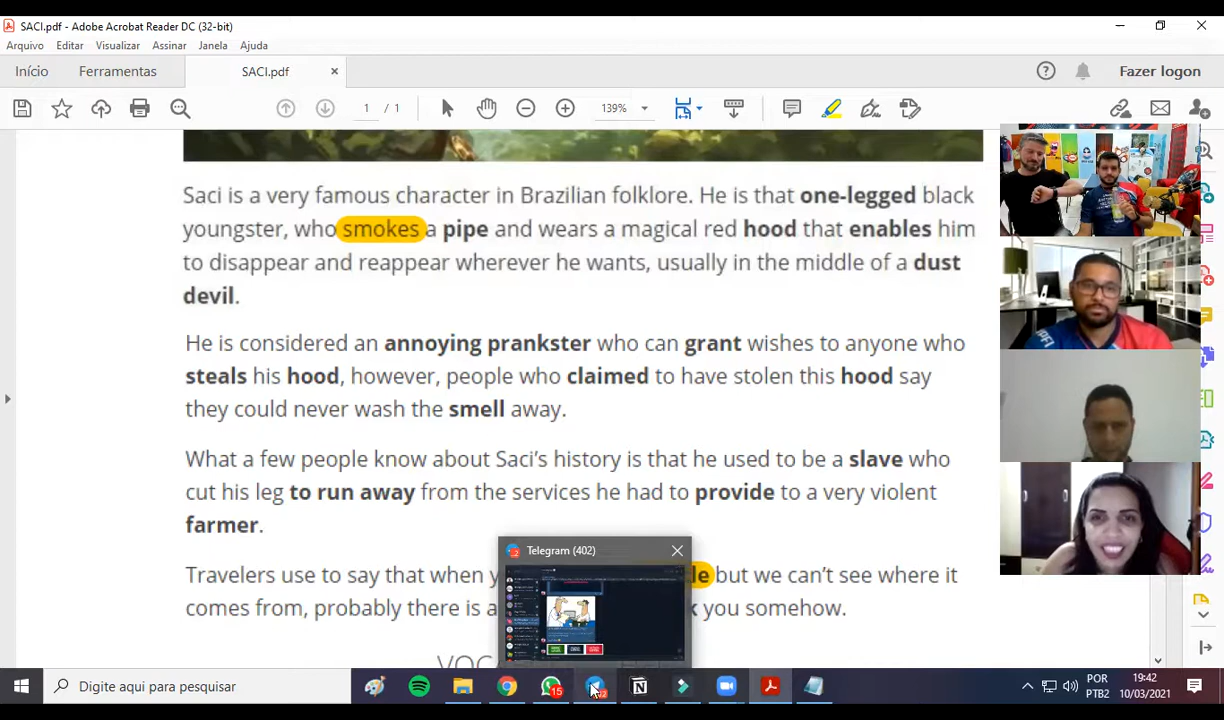 SACI.pdf - Adobe Acrobat Reader DC (32-bit)
Arquivo Editar Visualizar Assinar Janela Ajuda
Início Ferramentas SACI.pdf Fazer logon
1 / 1 139%
Saci is a very famous character in Brazilian folklore. He is that one-legged black
youngster, who smokes a pipe and wears a magical red hood that enables him
to disappear and reappear wherever he wants, usually in the middle of a dust
devil.
He is considered an annoying prankster who can grant wishes to anyone who
steals his hood, however, people who claimed to have stolen this hood say
they could never wash the smell away.
What a few people know about Saci's history is that he used to be a slave who
cut his leg to run away from the services he had to provide to a very violent
farmer.
Telegram (402)
Travelers use to say that when but we can't see where it
comes from, probably there is a you somehow.
Digite aqui para pesquisar
15
POR
PTB2
19:42
10/03/2021